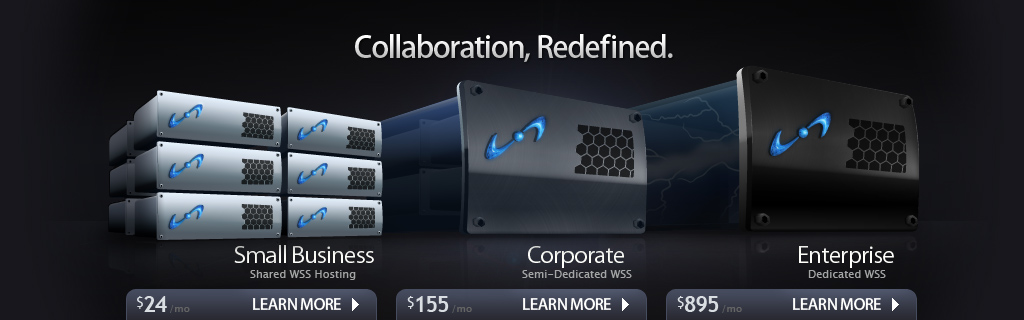 Collaboration, Redefined.
Small Business
Shared WSS Hosting
$24 /mo LEARN MORE
Corporate
Semi-Dedicated WSS
$155 /mo LEARN MORE
Enterprise
Dedicated WSS
$895 /mo LEARN MORE